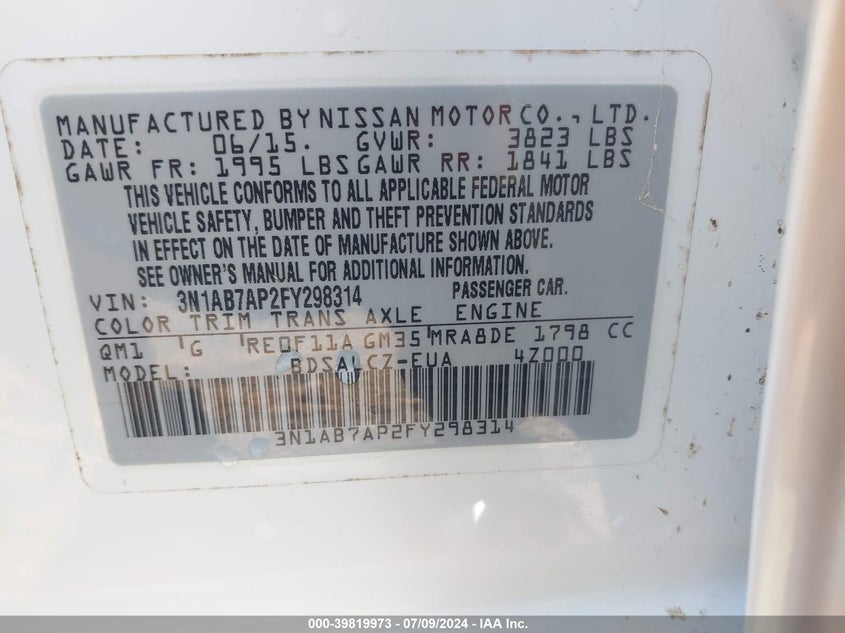 MANUFACTURED BY NISSAN MOTOR CO., LTD.
DATE: 06/15. GVWR: 3823 LBS
GAWR FR: 1995 LBS GAWR RR: 1841 LBS
THIS VEHICLE CONFORMS TO ALL APPLICABLE FEDERAL MOTOR
VEHICLE SAFETY, BUMPER AND THEFT PREVENTION STANDARDS
IN EFFECT ON THE DATE OF MANUFACTURE SHOWN ABOVE.
SEE OWNER'S MANUAL FOR ADDITIONAL INFORMATION.
VIN: 3N1AB7AP2FY298314 PASSENGER CAR.
COLOR TRIM TRANS AXLE ENGINE
QM1 'G 'RE0F11A GM35'MRA8DE 1798 CC
MODEL: BDSALCZ-EUA 4Z000
3N1AB7AP2FY298314
000-39819973 - 07/09/2024 - IAA Inc.